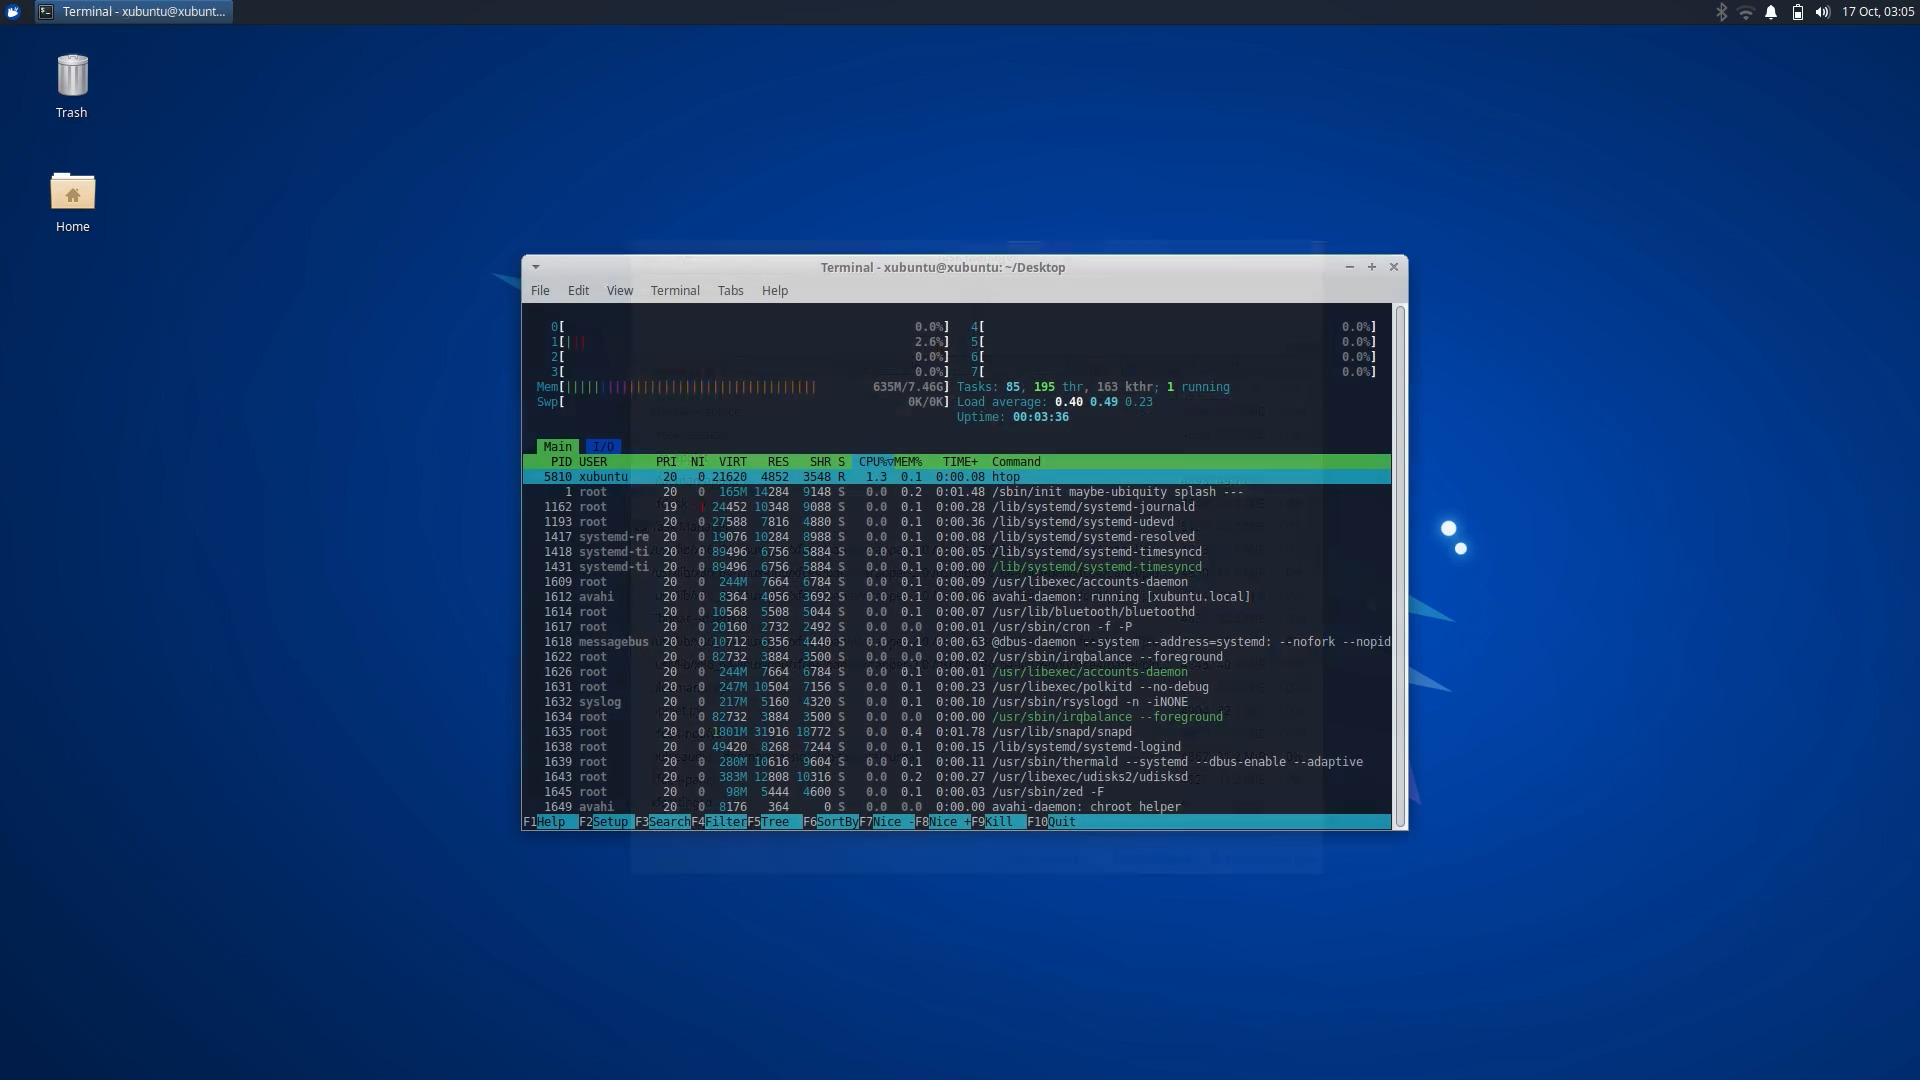 Terminal - xubuntu@xubunt...
17 Oct, 03:05
Trash
Home
Terminal - xubuntu@xubuntu: ~/Desktop
File Edit View Terminal Tabs Help
0[ 0.0%] 4[ 0.0%]
1[||| 2.6%] 5[ 0.0%]
2[ 0.0%] 6[ 0.0%]
3[ 0.0%] 7[ 0.0%]
Mem[|||||||||||||||||||||||||||||||||||| 635M/7.46G] Tasks: 85, 195 thr, 163 kthr; 1 running
Swp[ 0K/0K] Load average: 0.40 0.49 0.23
Uptime: 00:03:36
Main I/O
PID USER PRI NI VIRT RES SHR S CPU%▽MEM% TIME+ Command
5810 xubuntu 20 0 21620 4852 3548 R 1.3 0.1 0:00.08 htop
1 root 20 0 165M 14284 9148 S 0.0 0.2 0:01.48 /sbin/init maybe-ubiquity splash ---
1162 root 19 -1 24452 10348 9088 S 0.0 0.1 0:00.28 /lib/systemd/systemd-journald
1193 root 20 0 27588 7816 4880 S 0.0 0.1 0:00.36 /lib/systemd/systemd-udevd
1417 systemd-re 20 0 19076 10284 8988 S 0.0 0.1 0:00.08 /lib/systemd/systemd-resolved
1418 systemd-ti 20 0 89496 6756 5884 S 0.0 0.1 0:00.05 /lib/systemd/systemd-timesyncd
1431 systemd-ti 20 0 89496 6756 5884 S 0.0 0.1 0:00.00 /lib/systemd/systemd-timesyncd
1609 root 20 0 244M 7664 6784 S 0.0 0.1 0:00.09 /usr/libexec/accounts-daemon
1612 avahi 20 0 8364 4056 3692 S 0.0 0.1 0:00.06 avahi-daemon: running [xubuntu.local]
1614 root 20 0 10568 5508 5044 S 0.0 0.1 0:00.07 /usr/lib/bluetooth/bluetoothd
1617 root 20 0 20160 2732 2492 S 0.0 0.0 0:00.01 /usr/sbin/cron -f -P
1618 messagebus 20 0 10712 6356 4440 S 0.0 0.1 0:00.63 @dbus-daemon --system --address=systemd: --nofork --nopid
1622 root 20 0 82732 3884 3500 S 0.0 0.0 0:00.02 /usr/sbin/irqbalance --foreground
1626 root 20 0 244M 7664 6784 S 0.0 0.1 0:00.01 /usr/libexec/accounts-daemon
1631 root 20 0 247M 10504 7156 S 0.0 0.1 0:00.23 /usr/libexec/polkitd --no-debug
1632 syslog 20 0 217M 5160 4320 S 0.0 0.1 0:00.10 /usr/sbin/rsyslogd -n -iNONE
1634 root 20 0 82732 3884 3500 S 0.0 0.0 0:00.00 /usr/sbin/irqbalance --foreground
1635 root 20 0 1801M 31916 18772 S 0.0 0.4 0:01.78 /usr/lib/snapd/snapd
1638 root 20 0 49420 8268 7244 S 0.0 0.1 0:00.15 /lib/systemd/systemd-logind
1639 root 20 0 280M 10616 9604 S 0.0 0.1 0:00.11 /usr/sbin/thermald --systemd --dbus-enable --adaptive
1643 root 20 0 383M 12808 10316 S 0.0 0.2 0:00.27 /usr/libexec/udisks2/udisksd
1645 root 20 0 98M 5444 4600 S 0.0 0.1 0:00.03 /usr/sbin/zed -F
1649 avahi 20 0 8176 364 0 S 0.0 0.0 0:00.00 avahi-daemon: chroot helper
F1Help F2Setup F3SearchF4FilterF5Tree F6SortByF7Nice -F8Nice +F9Kill F10Quit